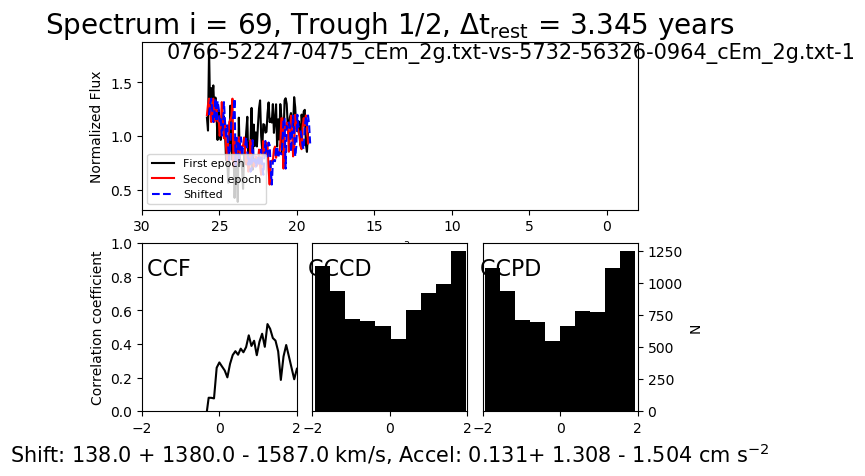 Spectrum i = 69, Trough 1/2, Δt_rest = 3.345 years
0766-52247-0475_cEm_2g.txt-vs-5732-56326-0964_cEm_2g.txt-1
Normalized Flux
1.5
1.0
0.5
First epoch
Second epoch
Shifted
30 25 20 15 10 5 0
Correlation coefficient
1.0
0.8
0.6
0.4
0.2
0.0
CCF
CCCD
CCPD
1250
1000
750
500
250
0
N
−2 0 2
−2 0 2
−2 0 2
Shift: 138.0 + 1380.0 - 1587.0 km/s, Accel: 0.131+ 1.308 - 1.504 cm s⁻²